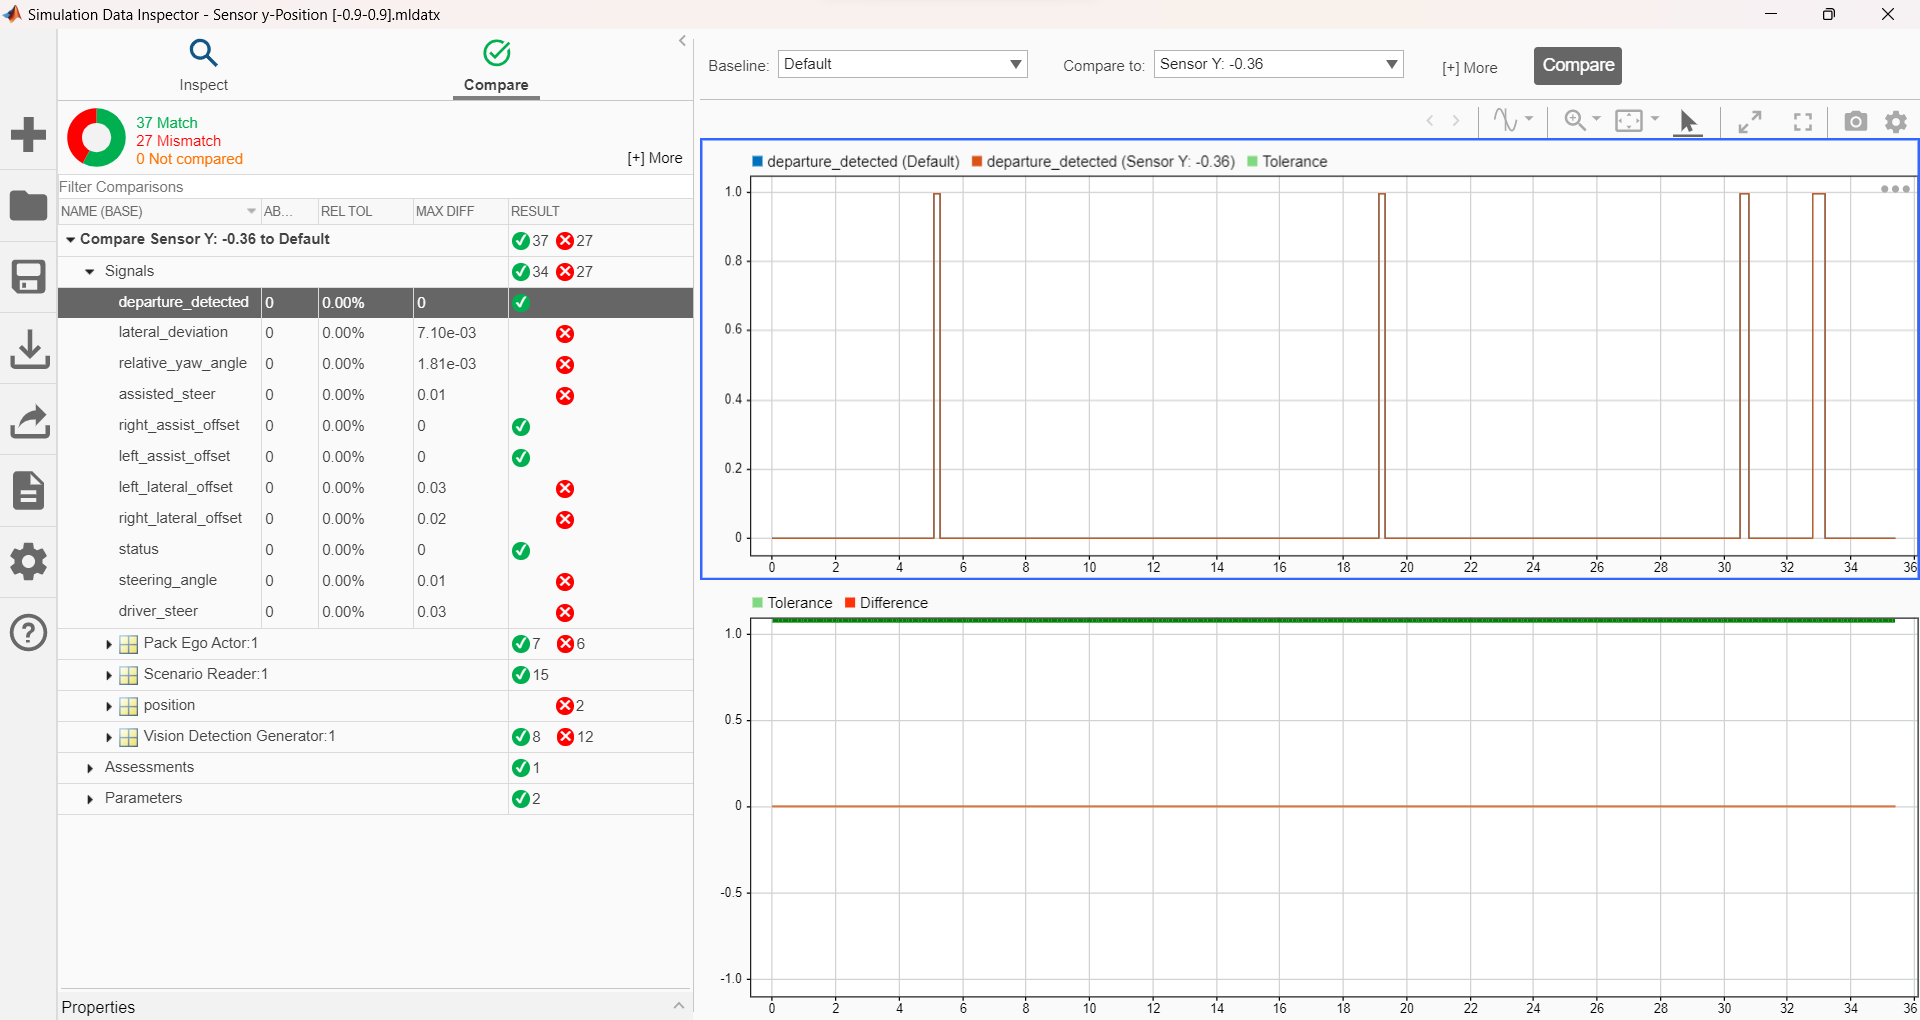 Simulation Data Inspector - Sensor y-Position [-0.9-0.9].mldatx
Inspect
Compare
37 Match
27 Mismatch
0 Not compared
[+] More
Filter Comparisons
NAME (BASE) AB... REL TOL MAX DIFF RESULT
Compare Sensor Y: -0.36 to Default 37 27
Signals 34 27
departure_detected 0 0.00% 0
lateral_deviation 0 0.00% 7.10e-03
relative_yaw_angle 0 0.00% 1.81e-03
assisted_steer 0 0.00% 0.01
right_assist_offset 0 0.00% 0
left_assist_offset 0 0.00% 0
left_lateral_offset 0 0.00% 0.03
right_lateral_offset 0 0.00% 0.02
status 0 0.00% 0
steering_angle 0 0.00% 0.01
driver_steer 0 0.00% 0.03
Pack Ego Actor:1 7 6
Scenario Reader:1 15
position 2
Vision Detection Generator:1 8 12
Assessments 1
Parameters 2
Properties
Baseline: Default Compare to: Sensor Y: -0.36 [+] More Compare
departure_detected (Default) departure_detected (Sensor Y: -0.36) Tolerance
1.0
0.8
0.6
0.4
0.2
0
0 2 4 6 8 10 12 14 16 18 20 22 24 26 28 30 32 34 36
Tolerance Difference
1.0
0.5
0
-0.5
-1.0
0 2 4 6 8 10 12 14 16 18 20 22 24 26 28 30 32 34 36